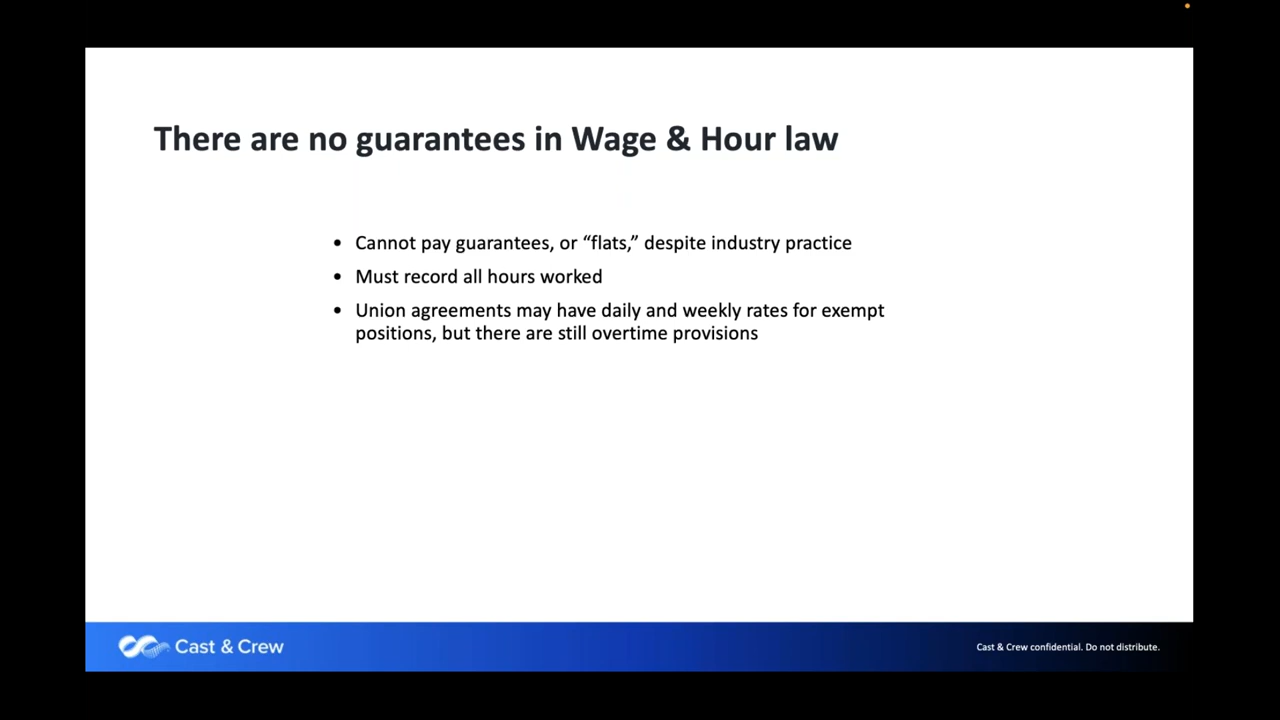 There are no guarantees in Wage & Hour law
• Cannot pay guarantees, or “flats,” despite industry practice
• Must record all hours worked
• Union agreements may have daily and weekly rates for exempt
positions, but there are still overtime provisions
Cast & Crew
Cast & Crew confidential. Do not distribute.